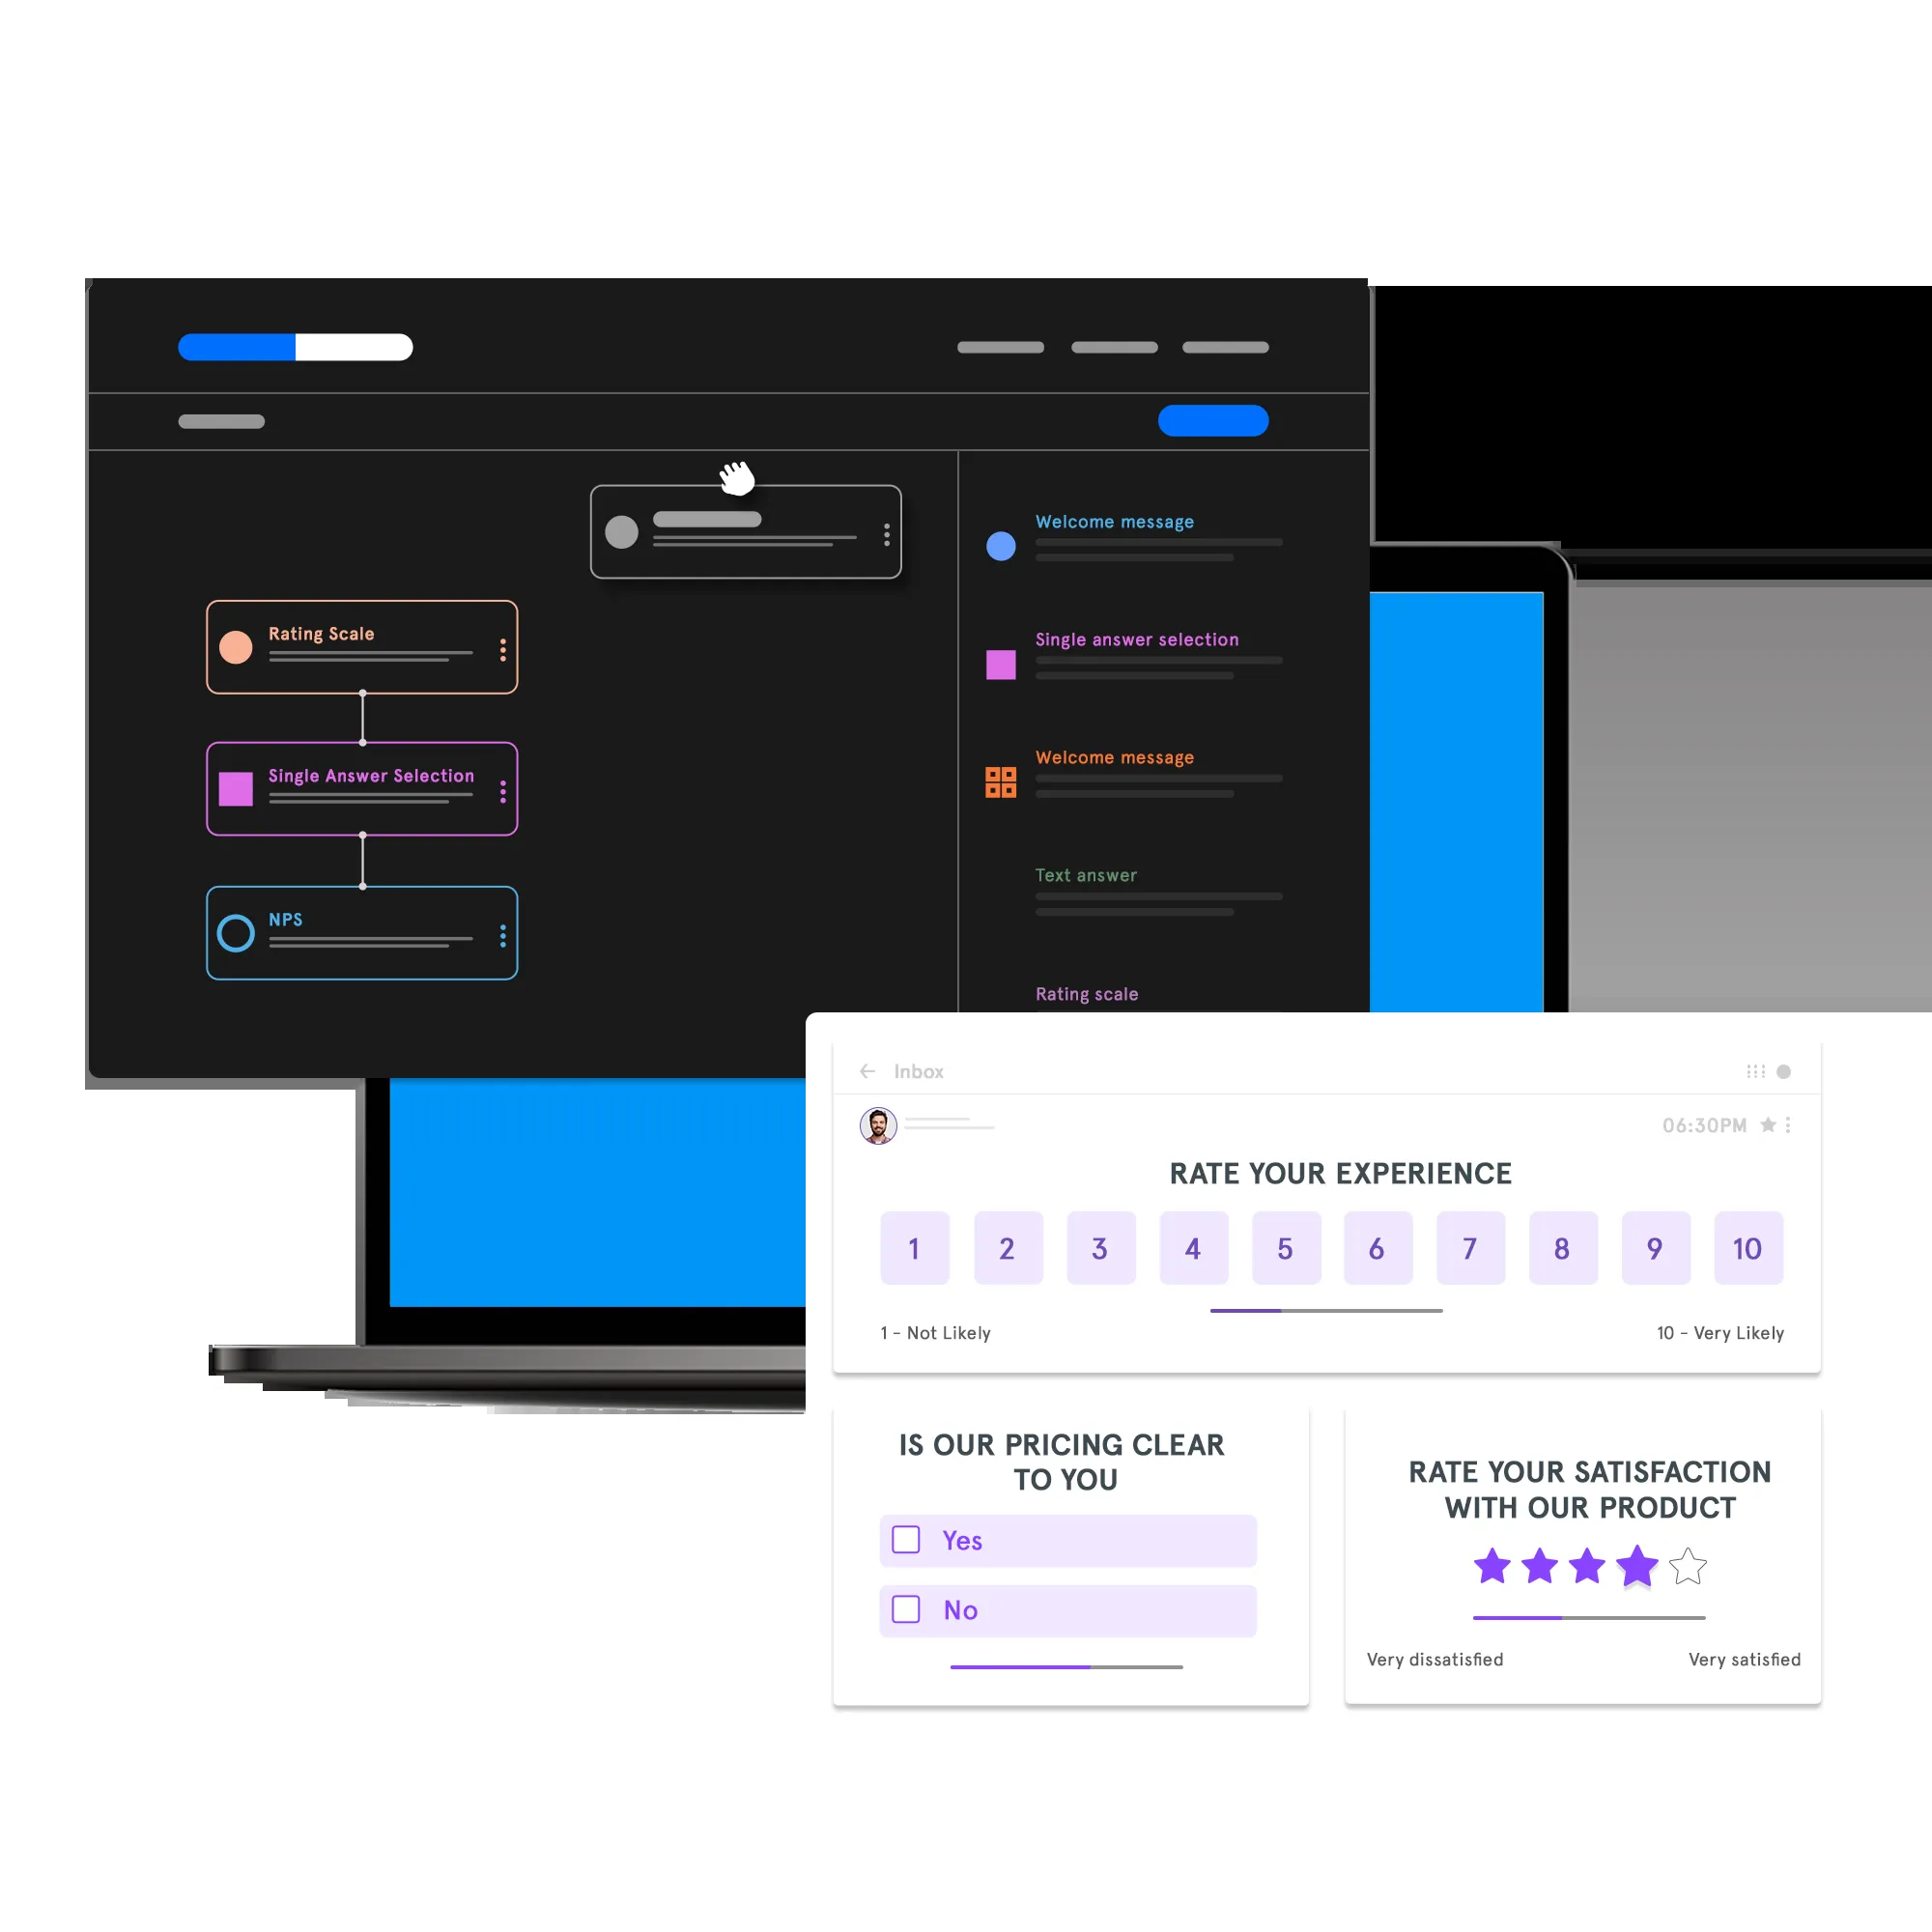 Welcome message
Rating Scale
Single answer selection
Single Answer Selection
Welcome message
NPS
Text answer
Rating scale
Inbox
06:30PM
RATE YOUR EXPERIENCE
1 2 3 4 5 6 7 8 9 10
1 - Not Likely
10 - Very Likely
IS OUR PRICING CLEAR
TO YOU
Yes
No
RATE YOUR SATISFACTION
WITH OUR PRODUCT
Very dissatisfied
Very satisfied